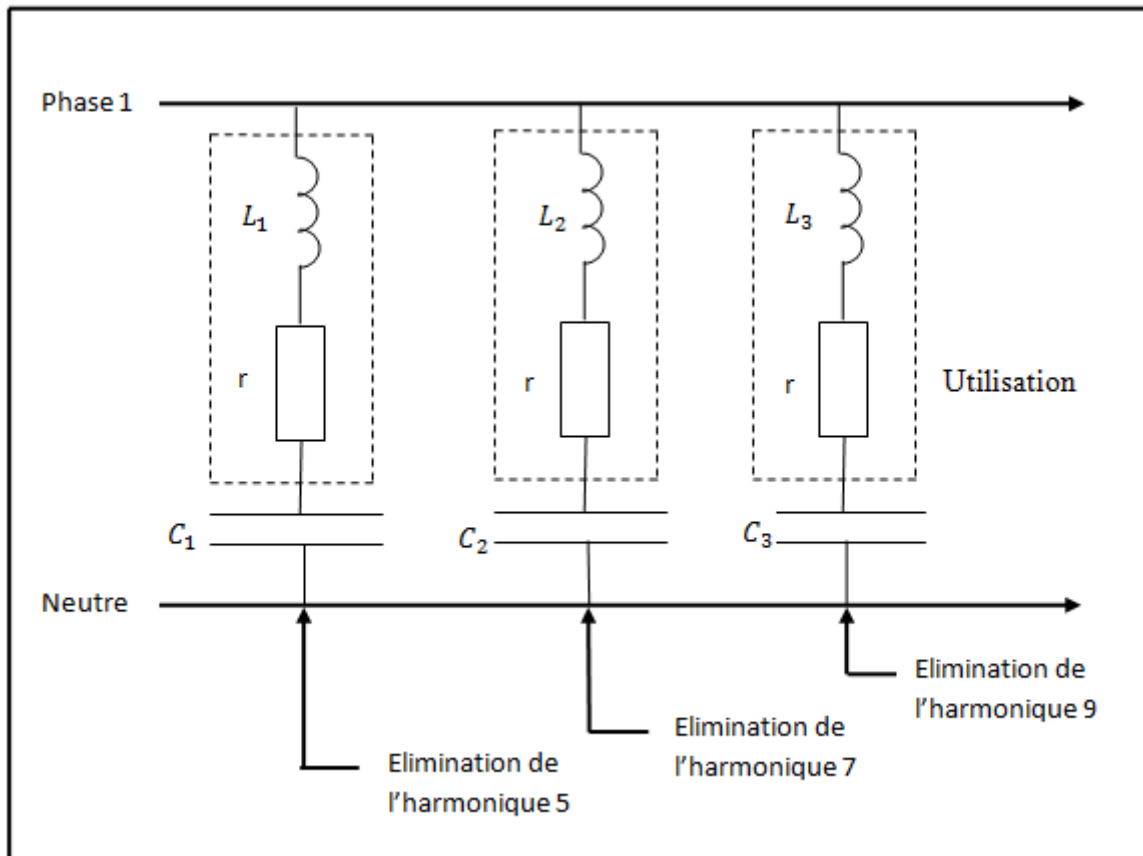 Phase 1
L₁
L₂
L₃
r
r
r
Utilisation
C₁
C₂
C₃
Neutre
Elimination de
l'harmonique 9
Elimination de
l'harmonique 7
Elimination de
l'harmonique 5